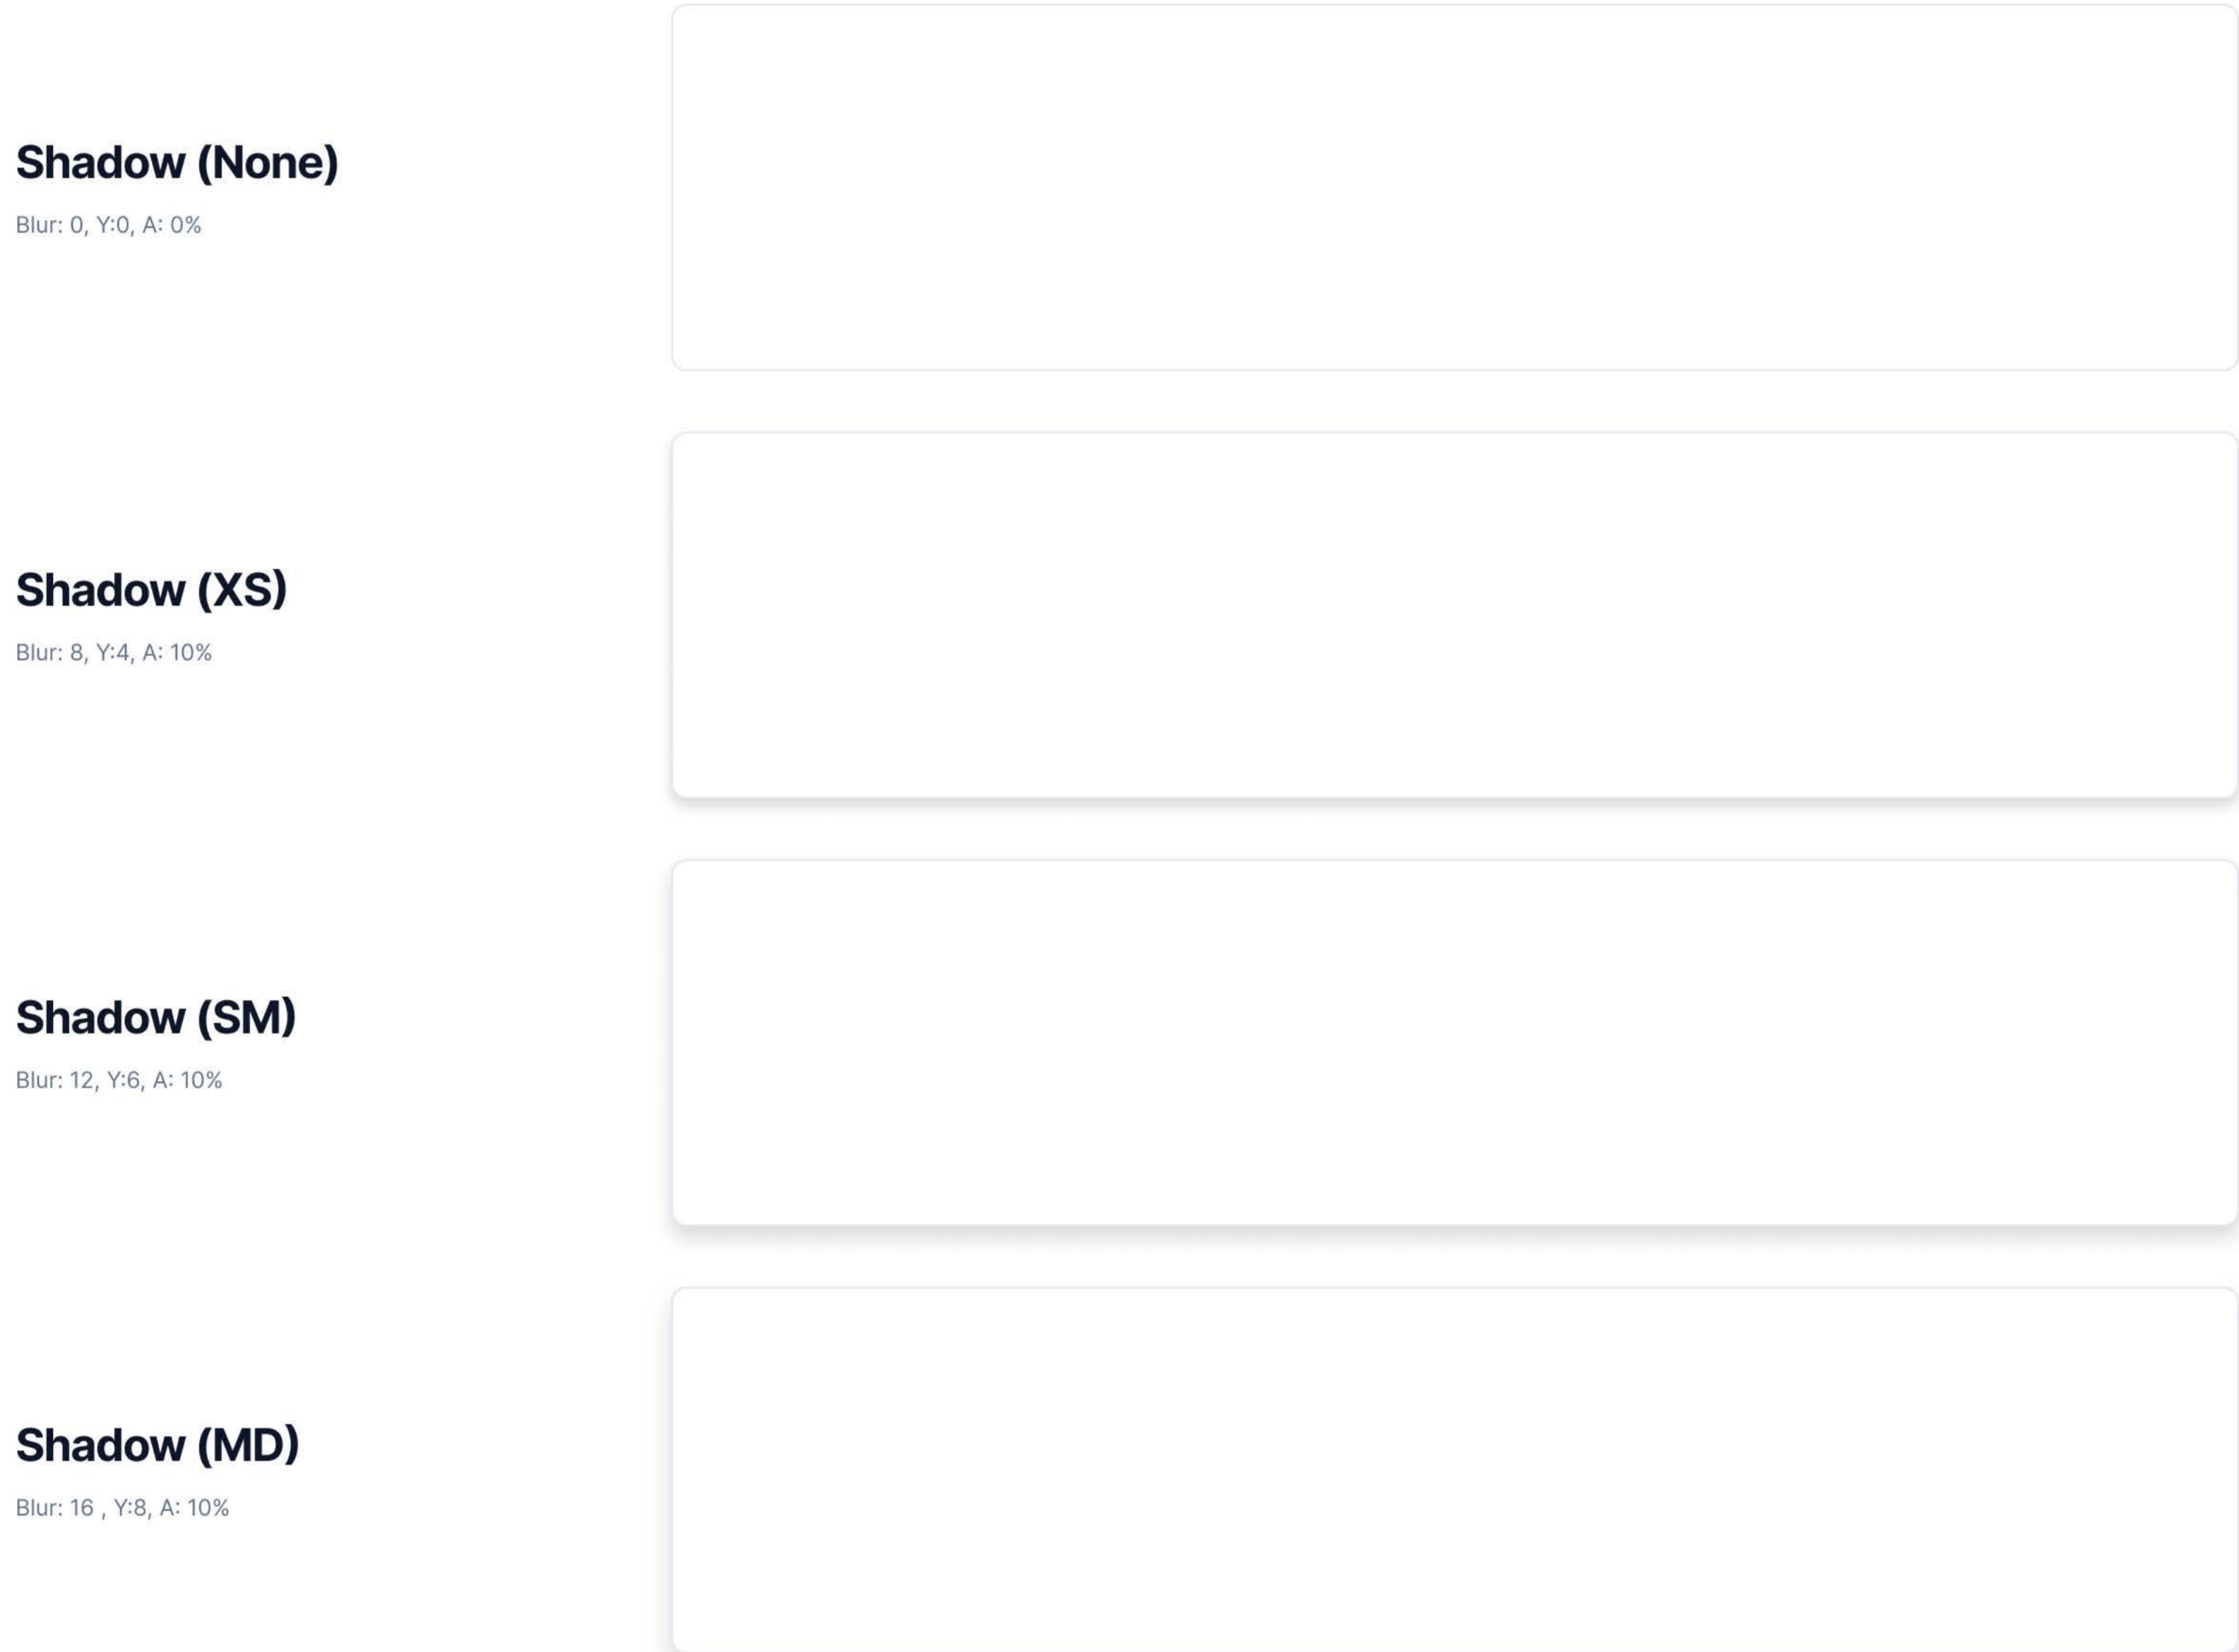 Shadow (None)
Blur: 0, Y:0, A: 0%
Shadow (XS)
Blur: 8, Y:4, A: 10%
Shadow (SM)
Blur: 12, Y:6, A: 10%
Shadow (MD)
Blur: 16 , Y:8, A: 10%